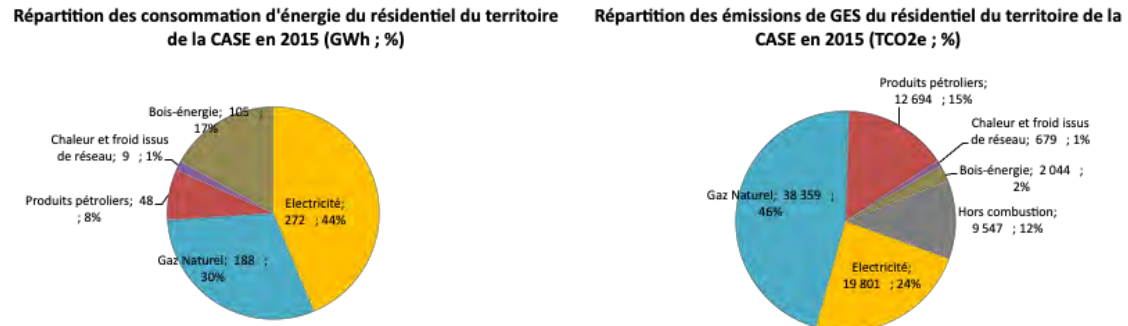 Répartition des consommation d'énergie du résidentiel du territoire
de la CASE en 2015 (GWh ; %)
Bois-énergie; 105 ;
17%
Chaleur et froid issus
de réseau; 9 ; 1%
Produits pétroliers; 48
; 8%
Electricité;
272 ; 44%
Gaz Naturel; 188 ;
30%
Répartition des émissions de GES du résidentiel du territoire de la
CASE en 2015 (TCO2e ; %)
Produits pétroliers;
12 694 ; 15%
Chaleur et froid issus
de réseau; 679 ; 1%
Bois-énergie; 2 044 ;
2%
Gaz Naturel; 38 359 ;
46%
Hors combustion;
9 547 ; 12%
Electricité;
19 801 ; 24%